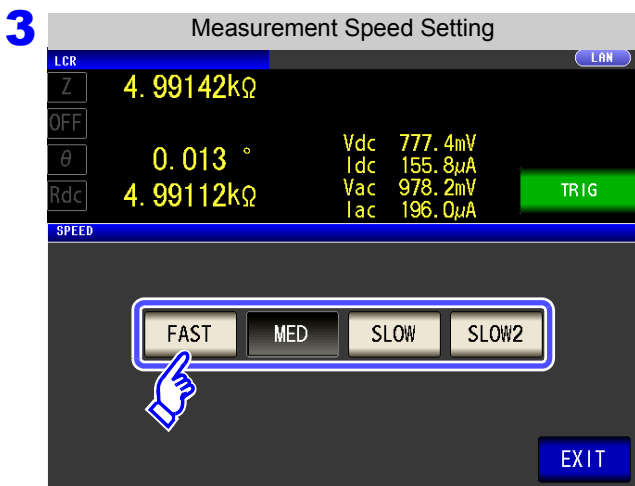 3 Measurement Speed Setting
LCR LAN
Z 4.99142kΩ
OFF
θ 0.013 °
Rdc 4.99112kΩ
Vdc 777.4mV
Idc 155.8μA
Vac 978.2mV
Iac 196.0μA
TRIG
SPEED
FAST MED SLOW SLOW2
EXIT